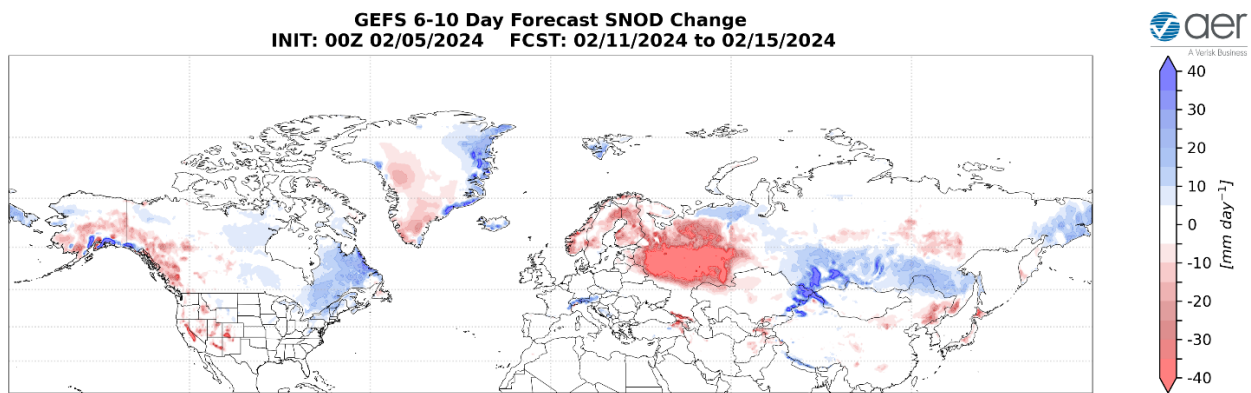 GEFS 6-10 Day Forecast SNOD Change
INIT: 00Z 02/05/2024 FCST: 02/11/2024 to 02/15/2024
aer
A Verisk Business
40
30
20
10
0
-10
-20
-30
-40
[mm day⁻¹]